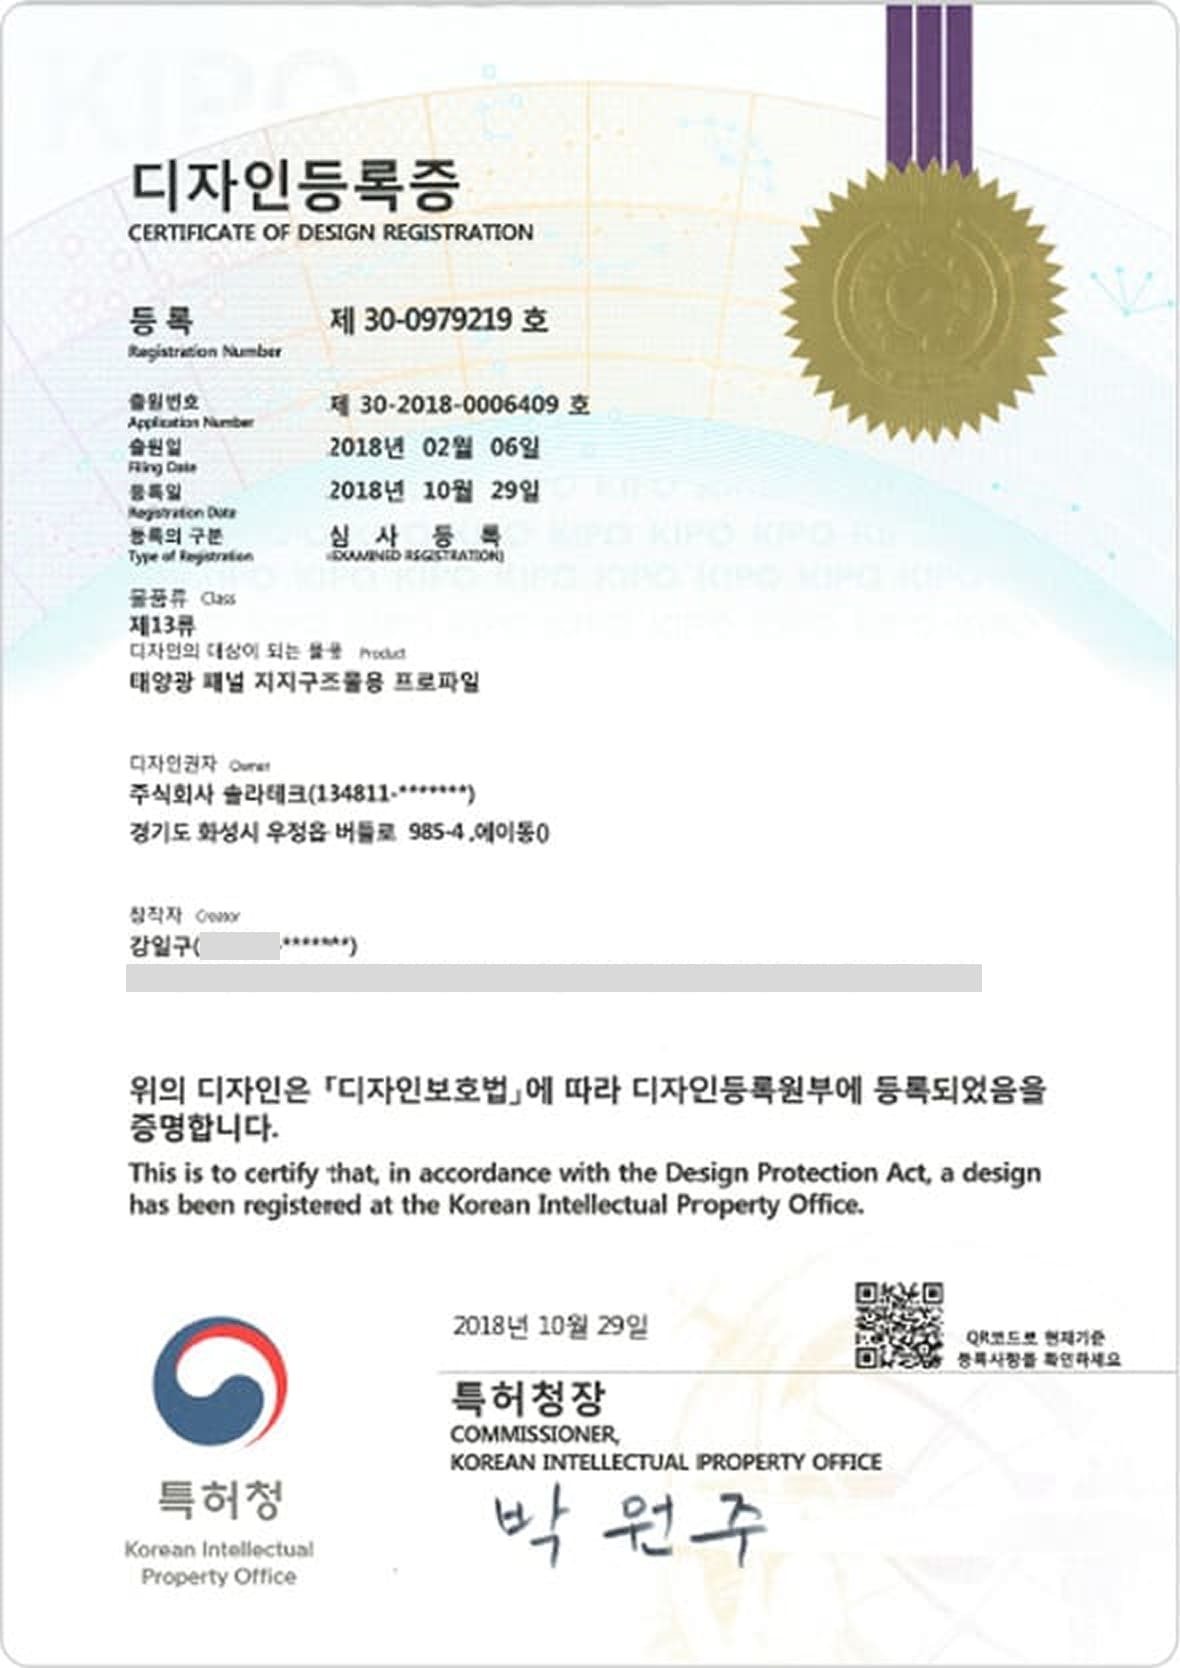 디자인등록증
CERTIFICATE OF DESIGN REGISTRATION
등 록 제 30-0979219 호
Registration Number
출원번호 제 30-2018-0006409 호
Application Number
출원일 2018년 02월 06일
Filing Date
등록일 2018년 10월 29일
Registration Date
등록의 구분 심 사 등 록
Type of Registration (EXAMINED REGISTRATION)
물품류 Class
제13류
디자인의 대상이 되는 물품 Product
태양광 패널 지지구조물용 프로파일
디자인권자 Owner
주식회사 솔라테크(134811-*******)
경기도 화성시 우정읍 버들로 985-4 ,에이동()
창작자 Creator
강일구( -*******)
위의 디자인은 「디자인보호법」에 따라 디자인등록원부에 등록되었음을
증명합니다.
This is to certify that, in accordance with the Design Protection Act, a design
has been registered at the Korean Intellectual Property Office.
2018년 10월 29일
QR코드로 현재기준
등록사항을 확인하세요
특허청장
COMMISSIONER,
KOREAN INTELLECTUAL PROPERTY OFFICE
박원주
특허청
Korean Intellectual
Property Office